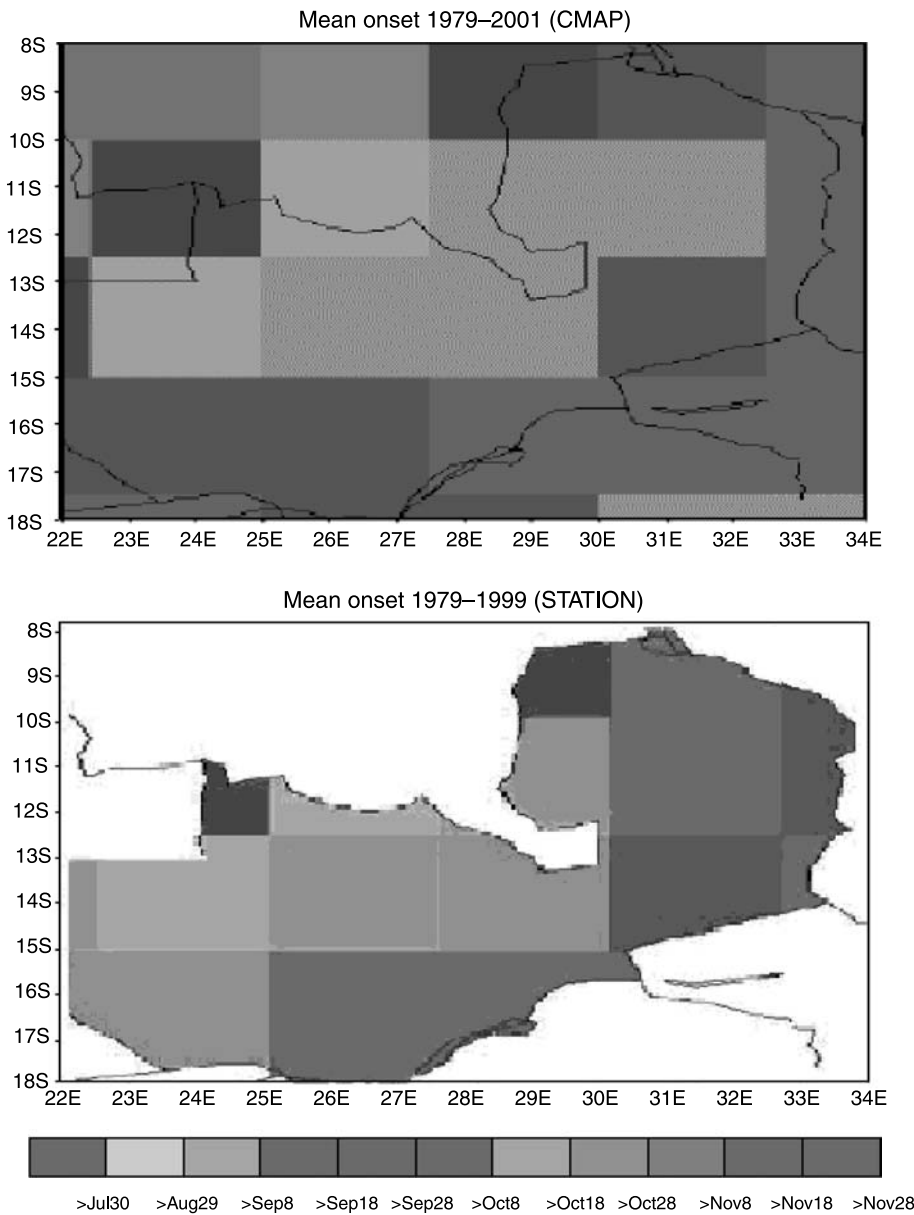 Mean onset 1979–2001 (CMAP)
8S
9S
10S
11S
12S
13S
14S
15S
16S
17S
18S
22E 23E 24E 25E 26E 27E 28E 29E 30E 31E 32E 33E 34E
Mean onset 1979–1999 (STATION)
8S
9S
10S
11S
12S
13S
14S
15S
16S
17S
18S
22E 23E 24E 25E 26E 27E 28E 29E 30E 31E 32E 33E 34E
>Jul30 >Aug29 >Sep8 >Sep18 >Sep28 >Oct8 >Oct18 >Oct28 >Nov8 >Nov18 >Nov28